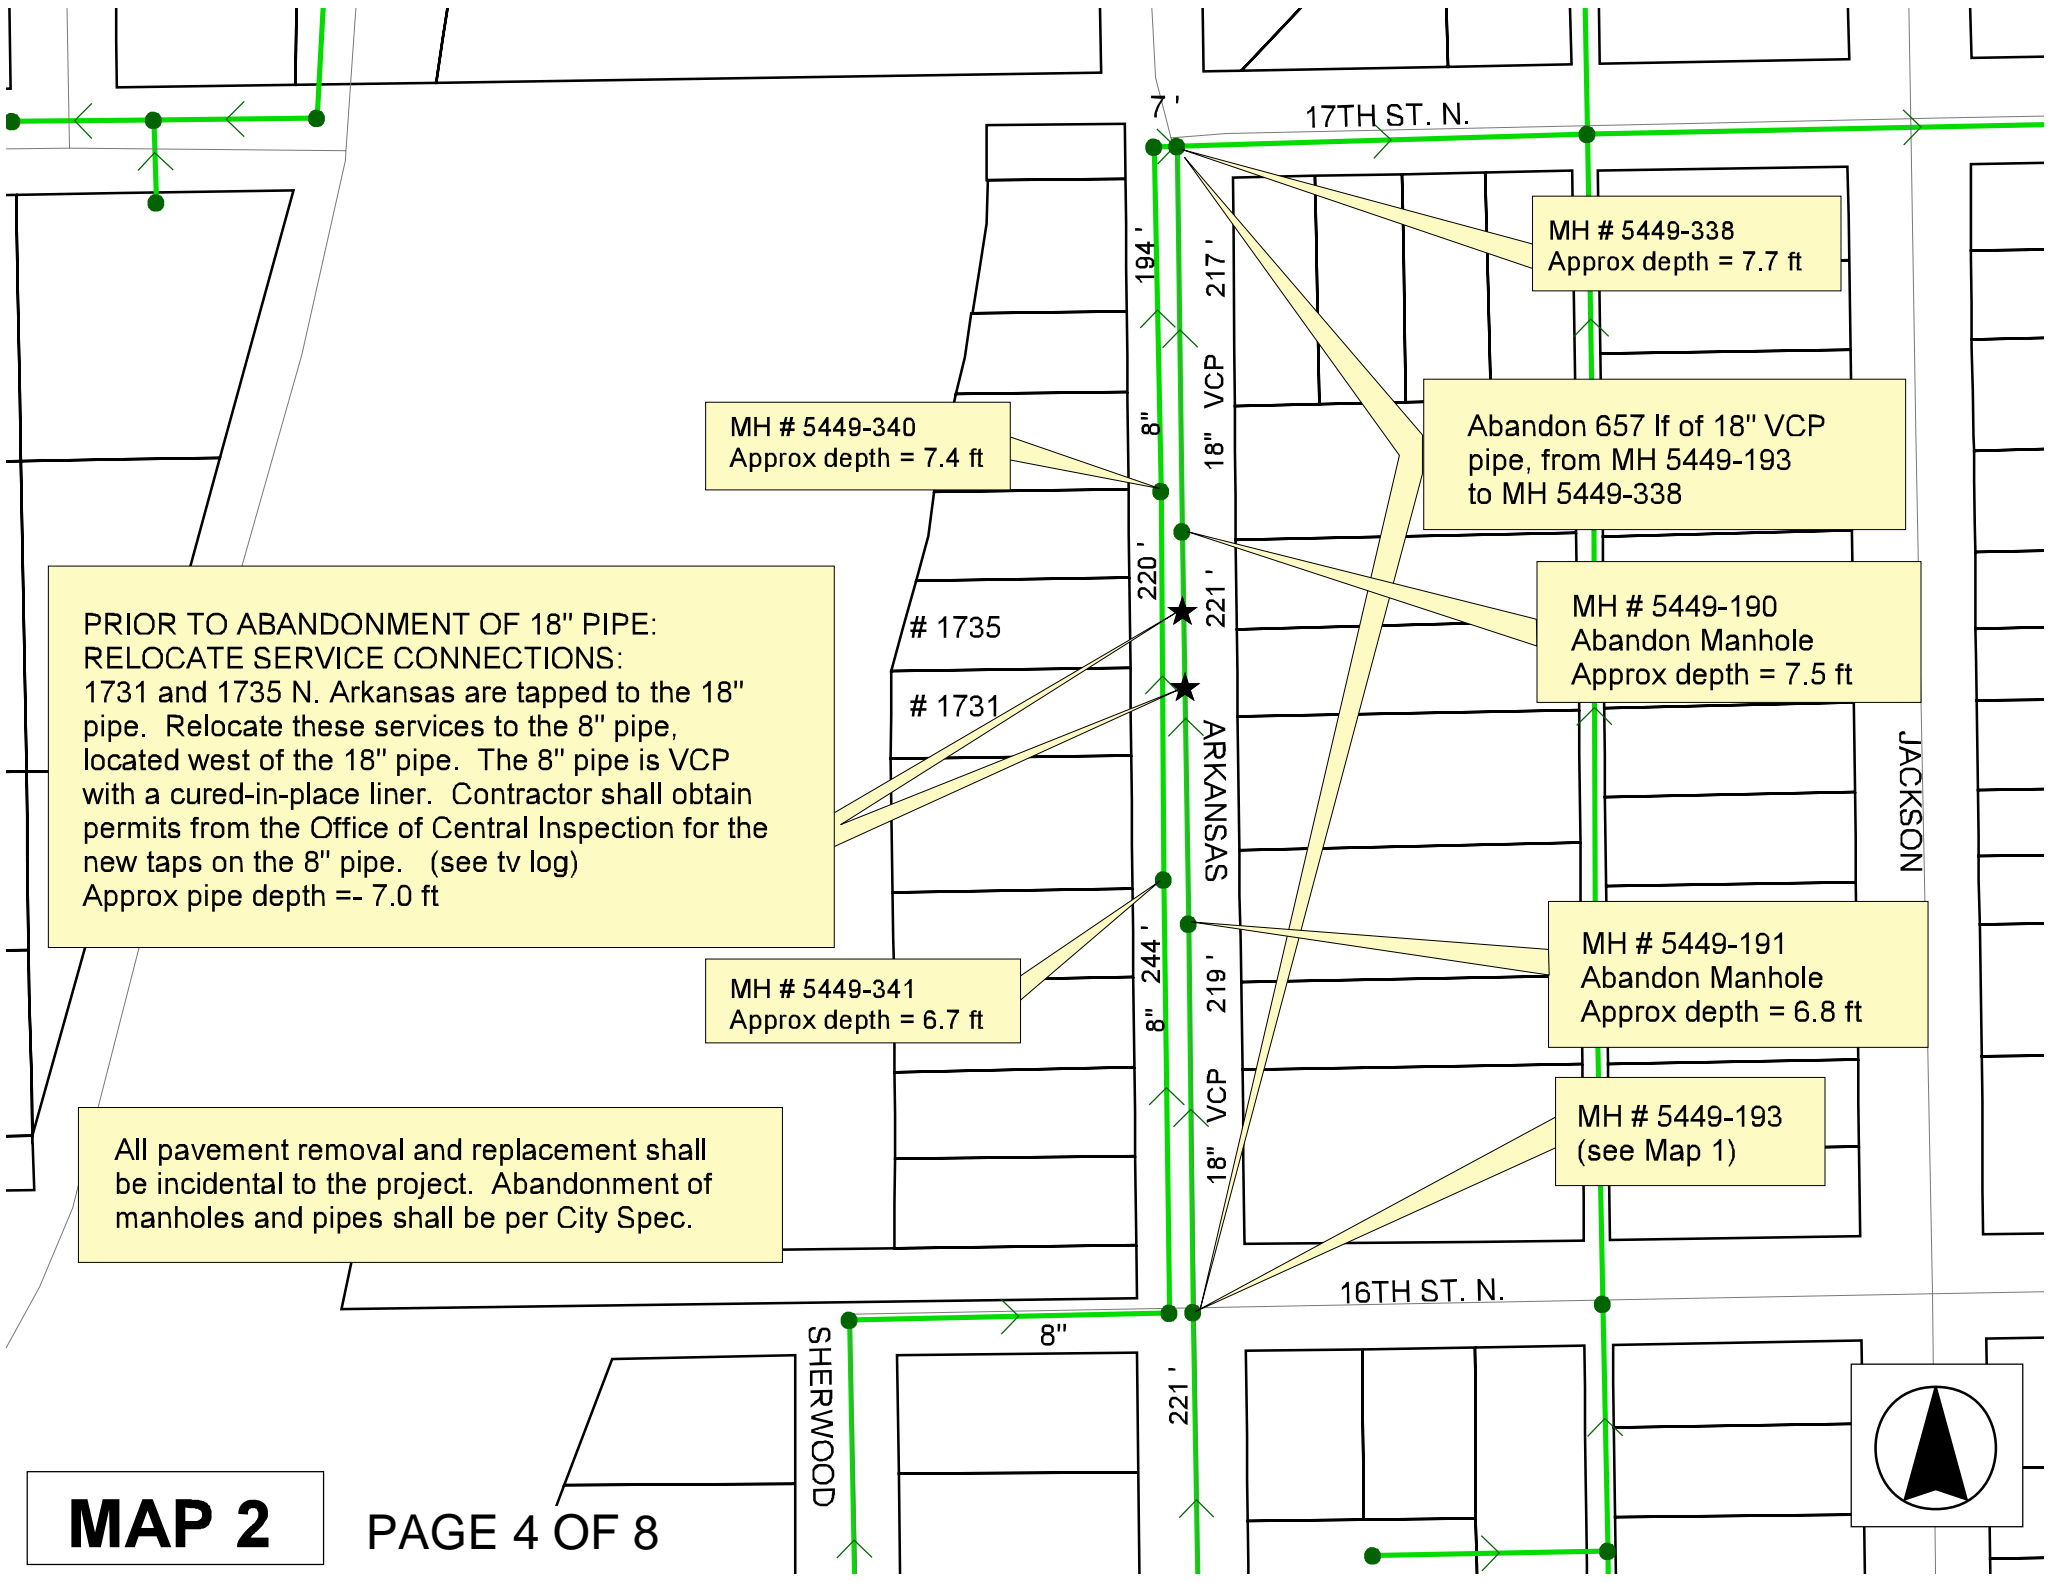 7 '
17TH ST. N.
MH # 5449-338
Approx depth = 7.7 ft
194 '
217 '
8"
18" VCP
MH # 5449-340
Approx depth = 7.4 ft
Abandon 657 lf of 18" VCP
pipe, from MH 5449-193
to MH 5449-338
220 '
221 '
MH # 5449-190
Abandon Manhole
Approx depth = 7.5 ft
PRIOR TO ABANDONMENT OF 18" PIPE:
RELOCATE SERVICE CONNECTIONS:
1731 and 1735 N. Arkansas are tapped to the 18"
pipe. Relocate these services to the 8" pipe,
located west of the 18" pipe. The 8" pipe is VCP
with a cured-in-place liner. Contractor shall obtain
permits from the Office of Central Inspection for the
new taps on the 8" pipe. (see tv log)
Approx pipe depth =- 7.0 ft
# 1735
# 1731
ARKANSAS
JACKSON
MH # 5449-191
Abandon Manhole
Approx depth = 6.8 ft
MH # 5449-341
Approx depth = 6.7 ft
244 '
8"
219 '
18" VCP
MH # 5449-193
(see Map 1)
All pavement removal and replacement shall
be incidental to the project. Abandonment of
manholes and pipes shall be per City Spec.
16TH ST. N.
8"
SHERWOOD
221 '
MAP 2
PAGE 4 OF 8